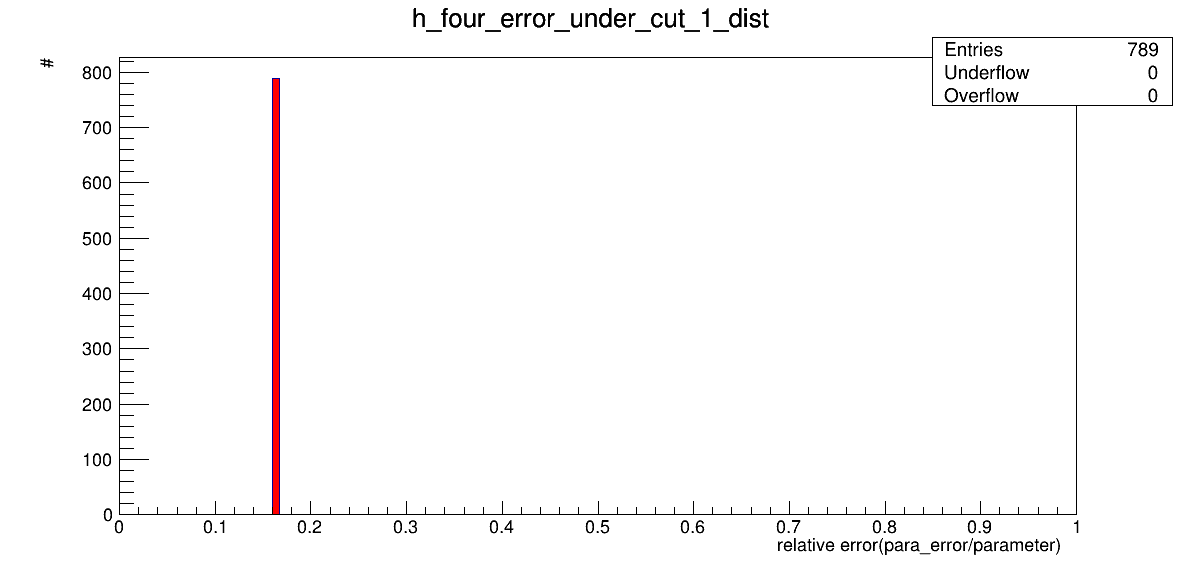 h_four_error_under_cut_1_dist
#
Entries 789
Underflow 0
Overflow 0
800
700
600
500
400
300
200
100
0
0 0.1 0.2 0.3 0.4 0.5 0.6 0.7 0.8 0.9 1
relative error(para_error/parameter)